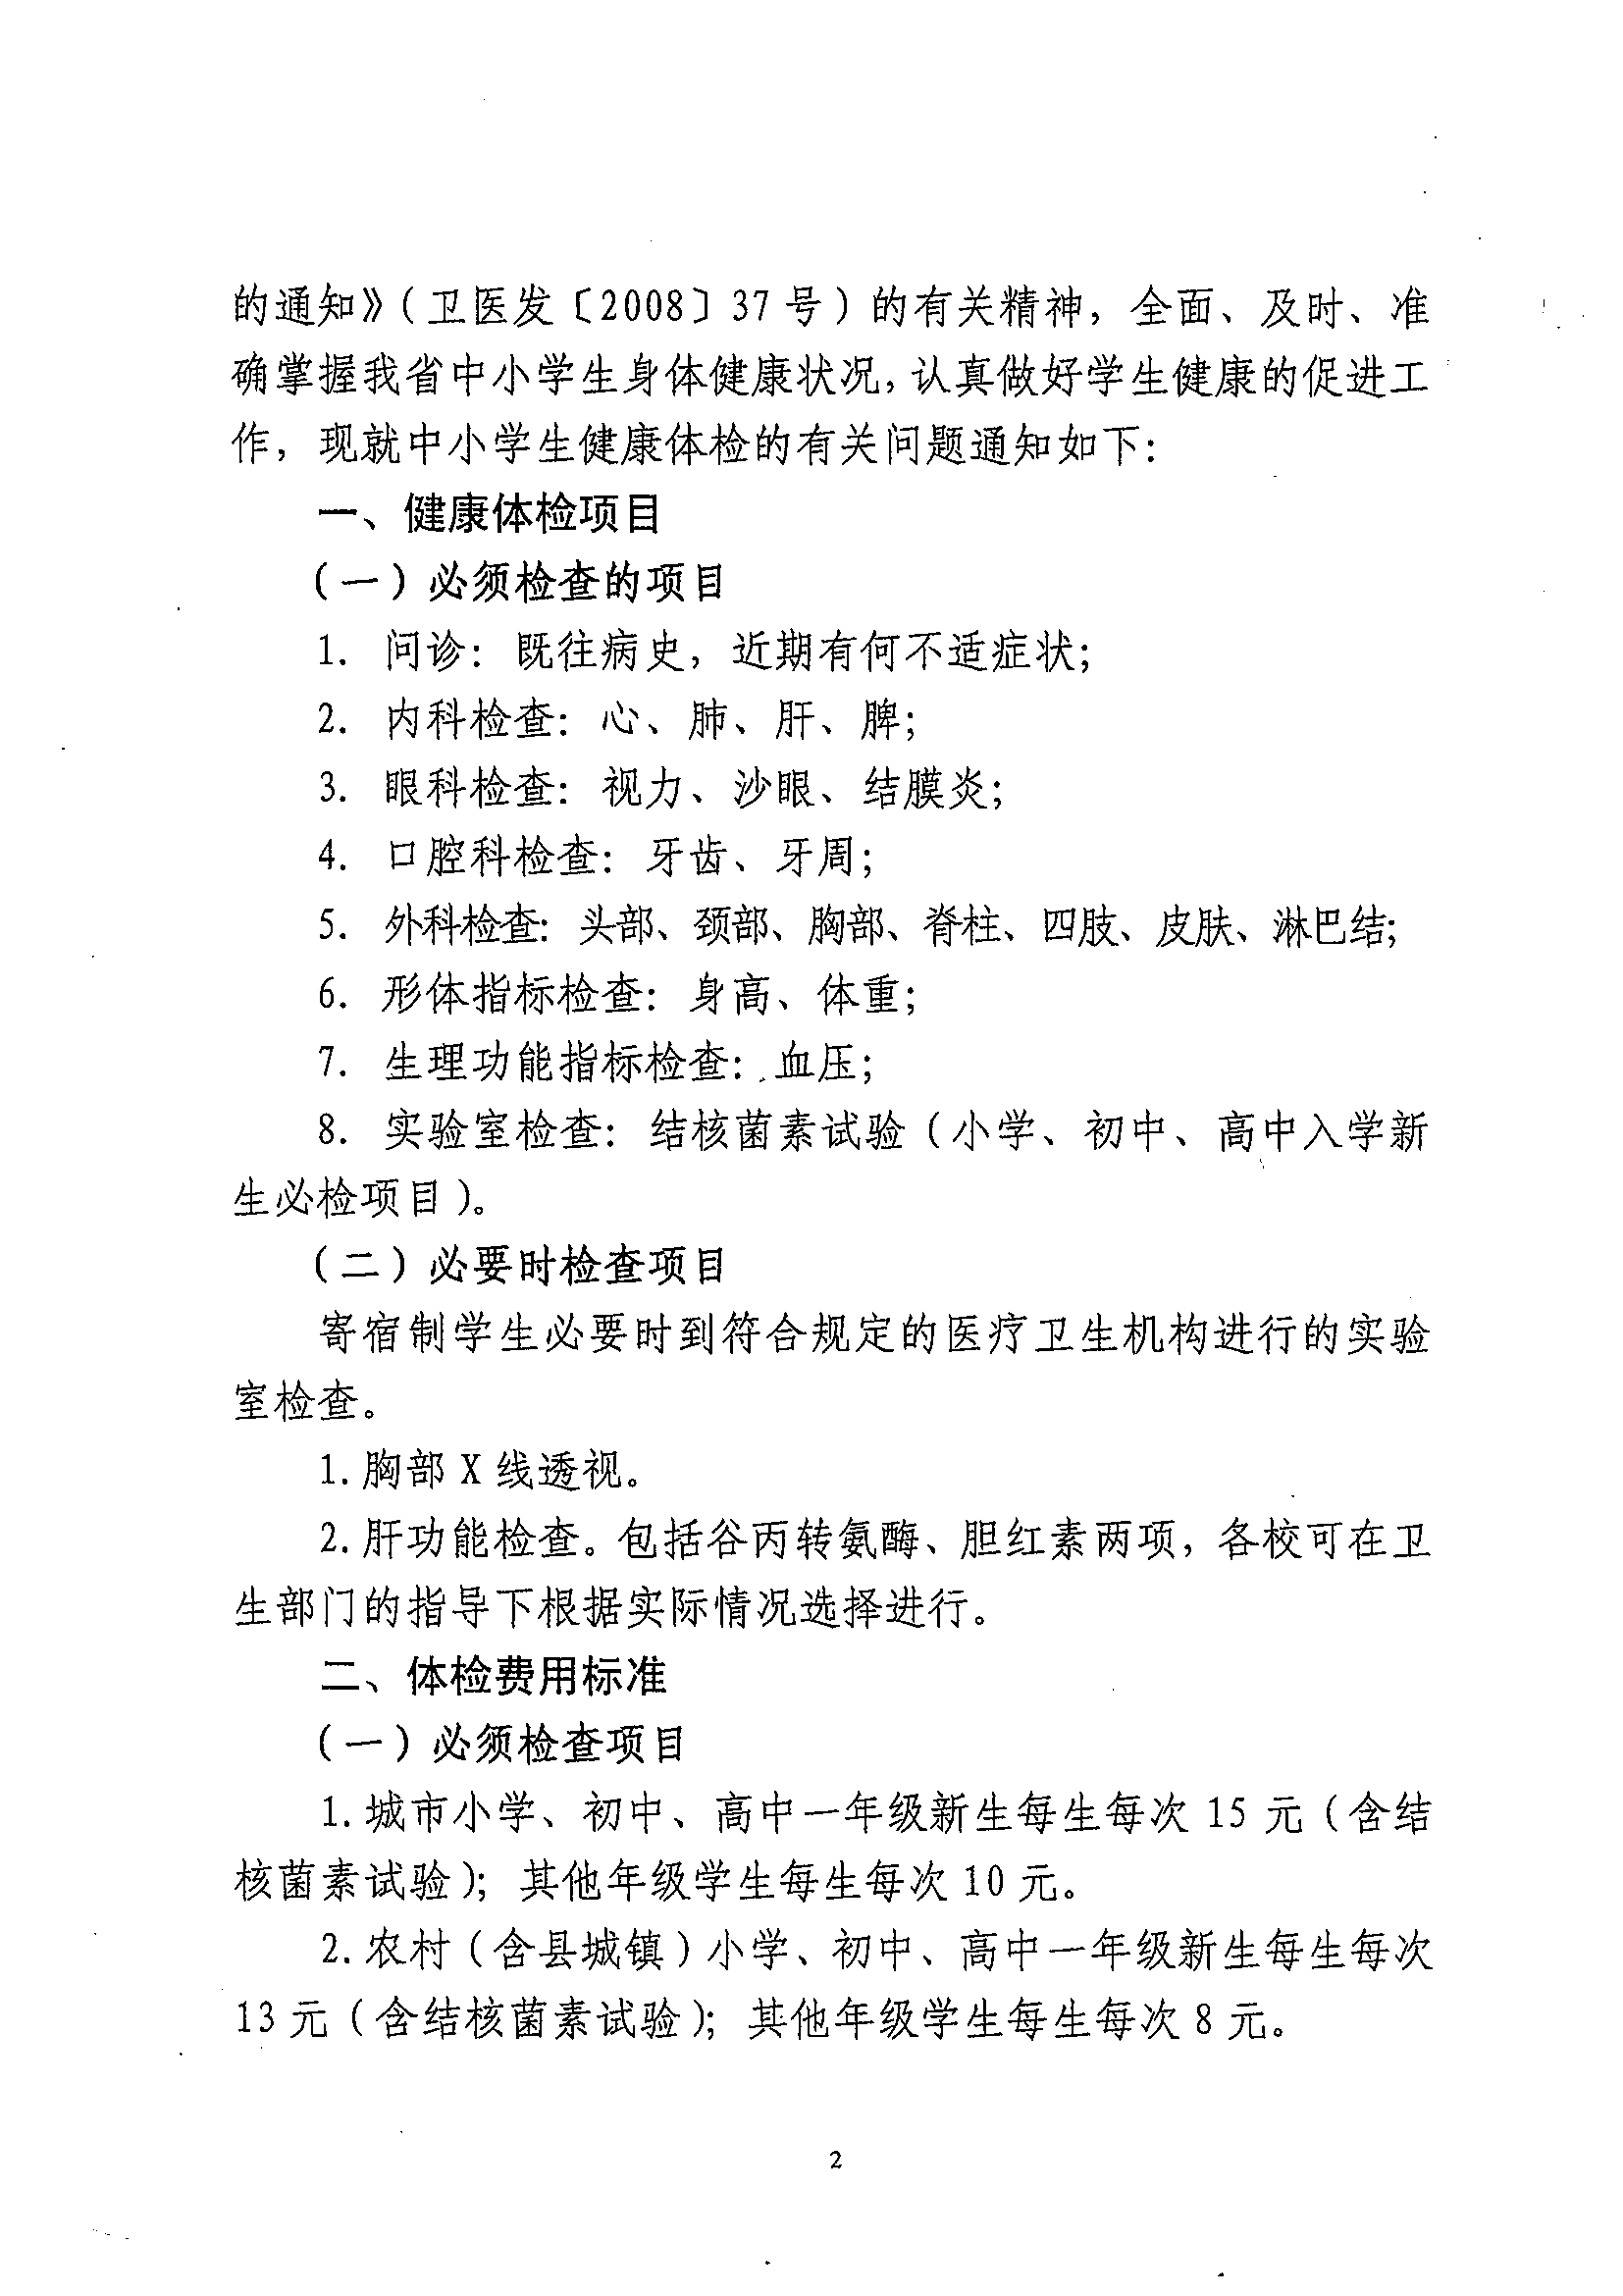 的通知》（卫医发〔2008〕37号）的有关精神，全面、及时、准
确掌握我省中小学生身体健康状况，认真做好学生健康的促进工
作，现就中小学生健康体检的有关问题通知如下：
一、健康体检项目
（一）必须检查的项目
1. 问诊：既往病史，近期有何不适症状；
2. 内科检查：心、肺、肝、脾；
3. 眼科检查：视力、沙眼、结膜炎；
4. 口腔科检查：牙齿、牙周；
5. 外科检查：头部、颈部、胸部、脊柱、四肢、皮肤、淋巴结；
6. 形体指标检查：身高、体重；
7. 生理功能指标检查：血压；
8. 实验室检查：结核菌素试验（小学、初中、高中入学新
生必检项目）。
（二）必要时检查项目
寄宿制学生必要时到符合规定的医疗卫生机构进行的实验
室检查。
1.胸部 X 线透视。
2.肝功能检查。包括谷丙转氨酶、胆红素两项，各校可在卫
生部门的指导下根据实际情况选择进行。
二、体检费用标准
（一）必须检查项目
1.城市小学、初中、高中一年级新生每生每次 15 元（含结
核菌素试验）；其他年级学生每生每次 10 元。
2.农村（含县城镇）小学、初中、高中一年级新生每生每次
13 元（含结核菌素试验）；其他年级学生每生每次 8 元。
2